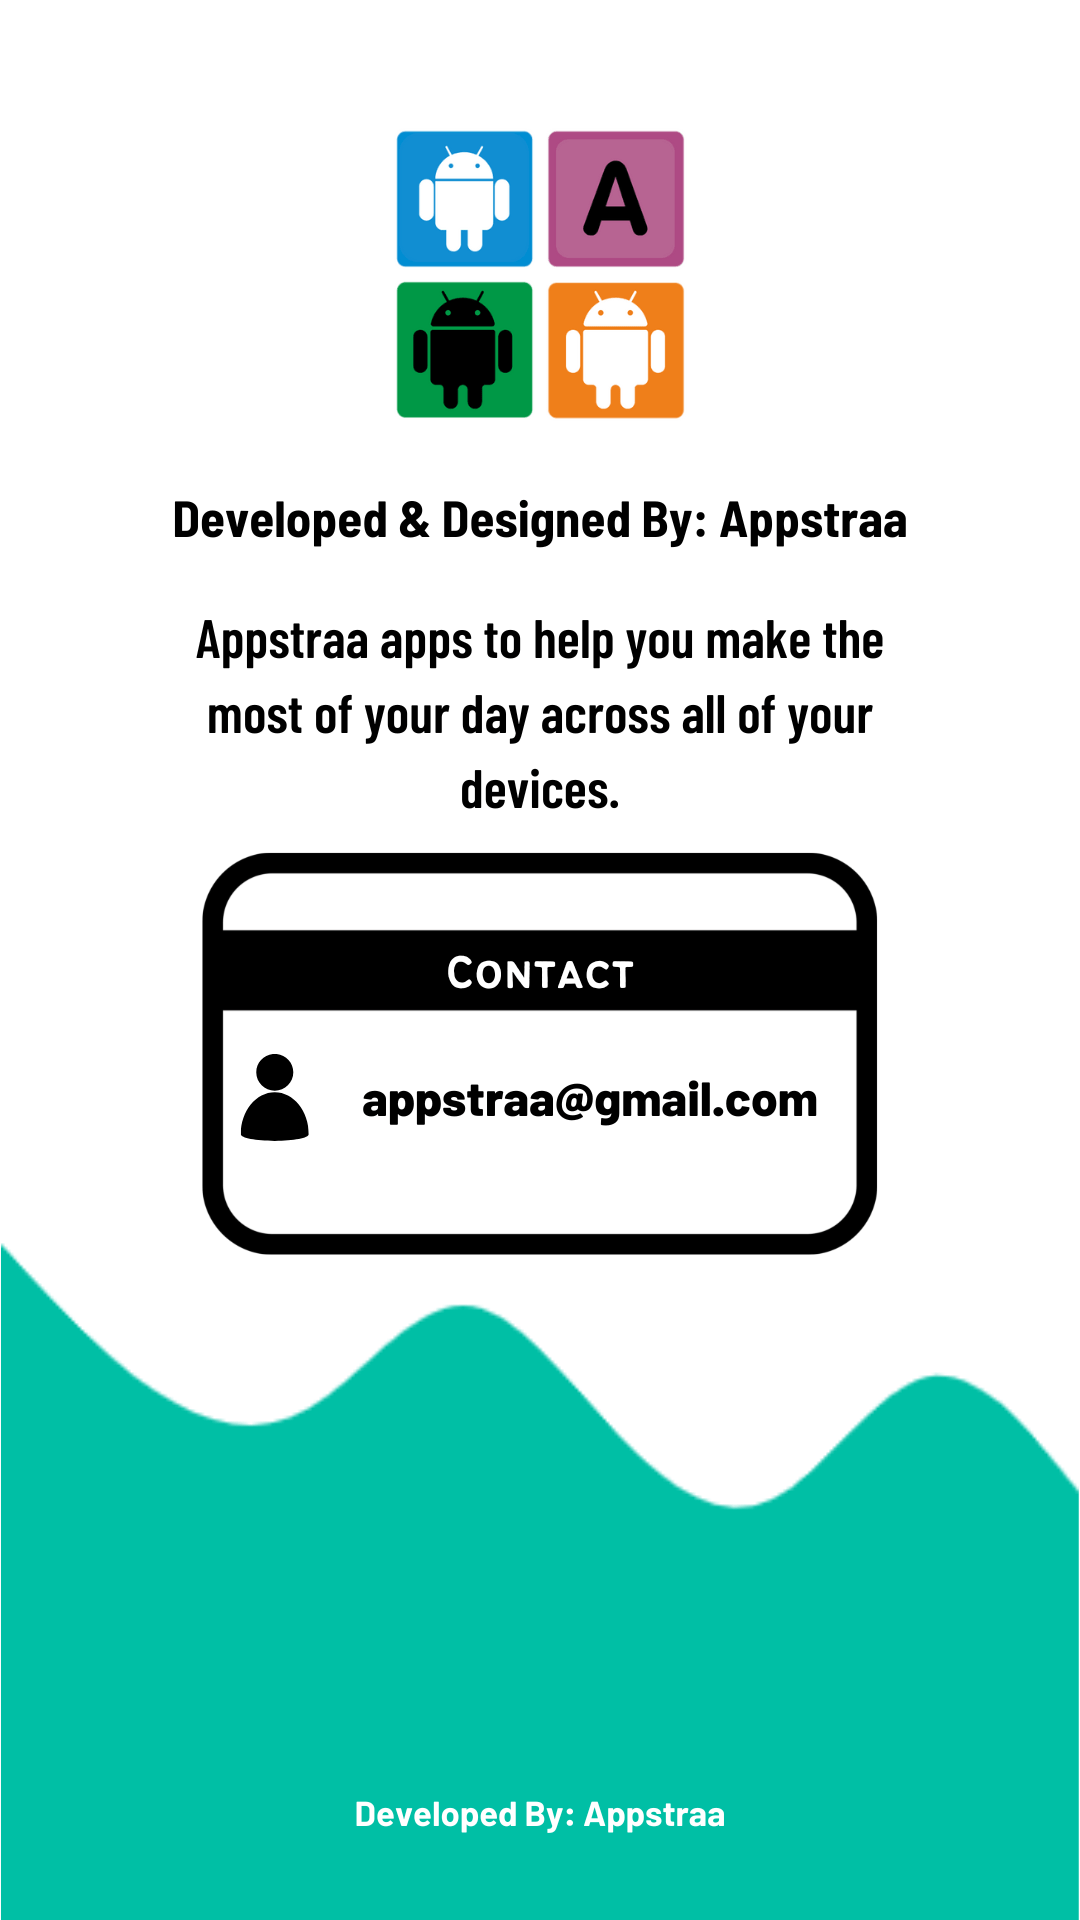 A
Developed & Designed By: Appstraa
Appstraa apps to help you make the
most of your day across all of your
devices.
Contact
appstraa@gmail.com
Developed By: Appstraa